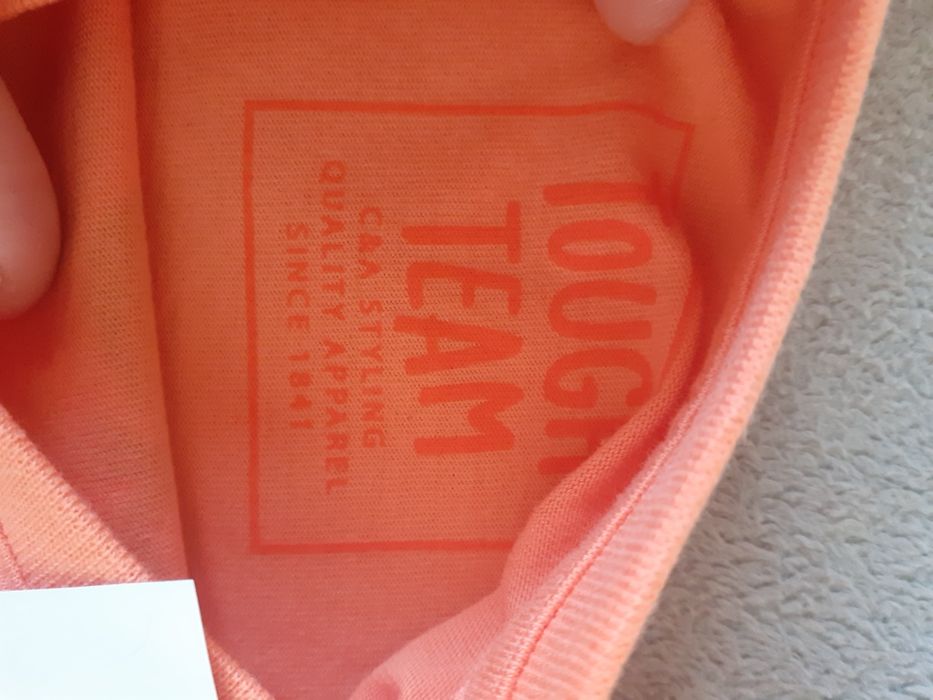 TOUGH
TEAM
C&A STYLING
QUALITY APPAREL
SINCE 1841